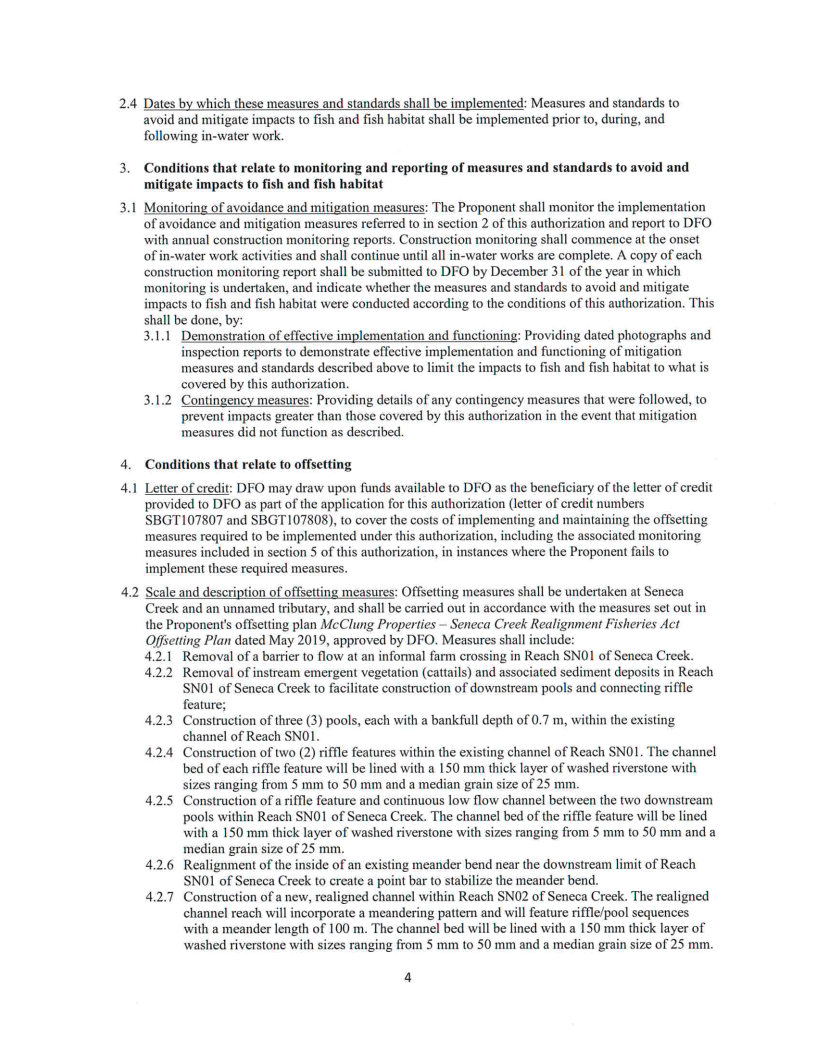 2.4 Dates by which these measures and standards shall be implemented: Measures and standards to
avoid and mitigate impacts to fish and fish habitat shall be implemented prior to, during, and
following in-water work.
3. Conditions that relate to monitoring and reporting of measures and standards to avoid and
mitigate impacts to fish and fish habitat
3.1 Monitoring of avoidance and mitigation measures: The Proponent shall monitor the implementation
of avoidance and mitigation measures referred to in section 2 of this authorization and report to DFO
with annual construction monitoring reports. Construction monitoring shall commence at the onset
of in-water work activities and shall continue until all in-water works are complete. A copy of each
construction monitoring report shall be submitted to DFO by December 31 of the year in which
monitoring is undertaken, and indicate whether the measures and standards to avoid and mitigate
impacts to fish and fish habitat were conducted according to the conditions of this authorization. This
shall be done, by:
3.1.1 Demonstration of effective implementation and functioning: Providing dated photographs and
inspection reports to demonstrate effective implementation and functioning of mitigation
measures and standards described above to limit the impacts to fish and fish habitat to what is
covered by this authorization.
3.1.2 Contingency measures: Providing details of any contingency measures that were followed, to
prevent impacts greater than those covered by this authorization in the event that mitigation
measures did not function as described.
4. Conditions that relate to offsetting
4.1 Letter of credit: DFO may draw upon funds available to DFO as the beneficiary of the letter of credit
provided to DFO as part of the application for this authorization (letter of credit numbers
SBGT107807 and SBGT107808), to cover the costs of implementing and maintaining the offsetting
measures required to be implemented under this authorization, including the associated monitoring
measures included in section 5 of this authorization, in instances where the Proponent fails to
implement these required measures.
4.2 Scale and description of offsetting measures: Offsetting measures shall be undertaken at Seneca
Creek and an unnamed tributary, and shall be carried out in accordance with the measures set out in
the Proponent's offsetting plan McClung Properties – Seneca Creek Realignment Fisheries Act
Offsetting Plan dated May 2019, approved by DFO. Measures shall include:
4.2.1 Removal of a barrier to flow at an informal farm crossing in Reach SN01 of Seneca Creek.
4.2.2 Removal of instream emergent vegetation (cattails) and associated sediment deposits in Reach
SN01 of Seneca Creek to facilitate construction of downstream pools and connecting riffle
feature;
4.2.3 Construction of three (3) pools, each with a bankfull depth of 0.7 m, within the existing
channel of Reach SN01.
4.2.4 Construction of two (2) riffle features within the existing channel of Reach SN01. The channel
bed of each riffle feature will be lined with a 150 mm thick layer of washed riverstone with
sizes ranging from 5 mm to 50 mm and a median grain size of 25 mm.
4.2.5 Construction of a riffle feature and continuous low flow channel between the two downstream
pools within Reach SN01 of Seneca Creek. The channel bed of the riffle feature will be lined
with a 150 mm thick layer of washed riverstone with sizes ranging from 5 mm to 50 mm and a
median grain size of 25 mm.
4.2.6 Realignment of the inside of an existing meander bend near the downstream limit of Reach
SN01 of Seneca Creek to create a point bar to stabilize the meander bend.
4.2.7 Construction of a new, realigned channel within Reach SN02 of Seneca Creek. The realigned
channel reach will incorporate a meandering pattern and will feature riffle/pool sequences
with a meander length of 100 m. The channel bed will be lined with a 150 mm thick layer of
washed riverstone with sizes ranging from 5 mm to 50 mm and a median grain size of 25 mm.
4